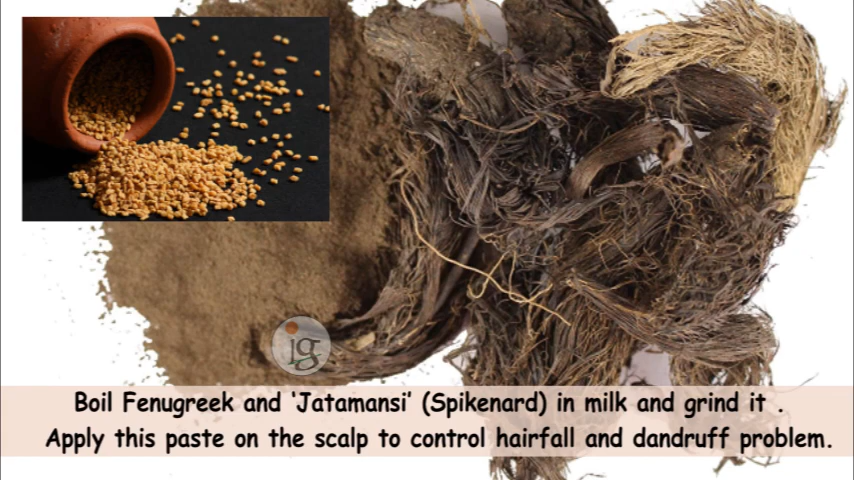 ig
Boil Fenugreek and ‘Jatamansi’ (Spikenard) in milk and grind it .
Apply this paste on the scalp to control hairfall and dandruff problem.